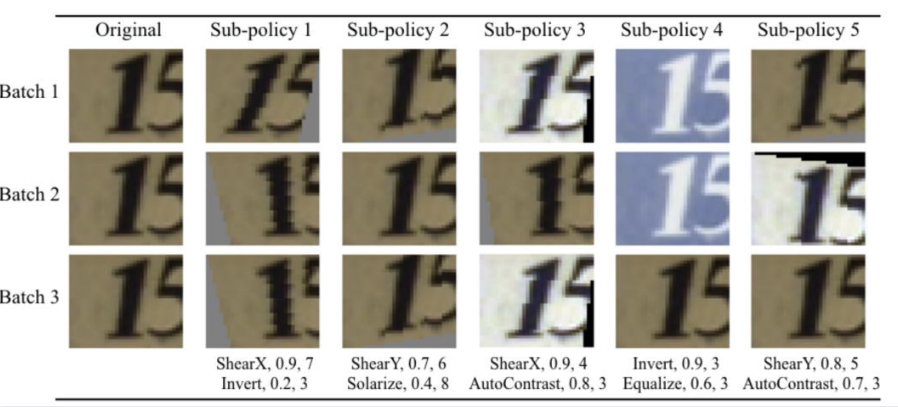 Original Sub-policy 1 Sub-policy 2 Sub-policy 3 Sub-policy 4 Sub-policy 5
Batch 1 15 15 15 15 15 15
Batch 2 15 15 15 15 15 15
Batch 3 15 15 15 15 15 15
ShearX, 0.9, 7 ShearY, 0.7, 6 ShearX, 0.9, 4 Invert, 0.9, 3 ShearY, 0.8, 5
Invert, 0.2, 3 Solarize, 0.4, 8 AutoContrast, 0.8, 3 Equalize, 0.6, 3 AutoContrast, 0.7, 3